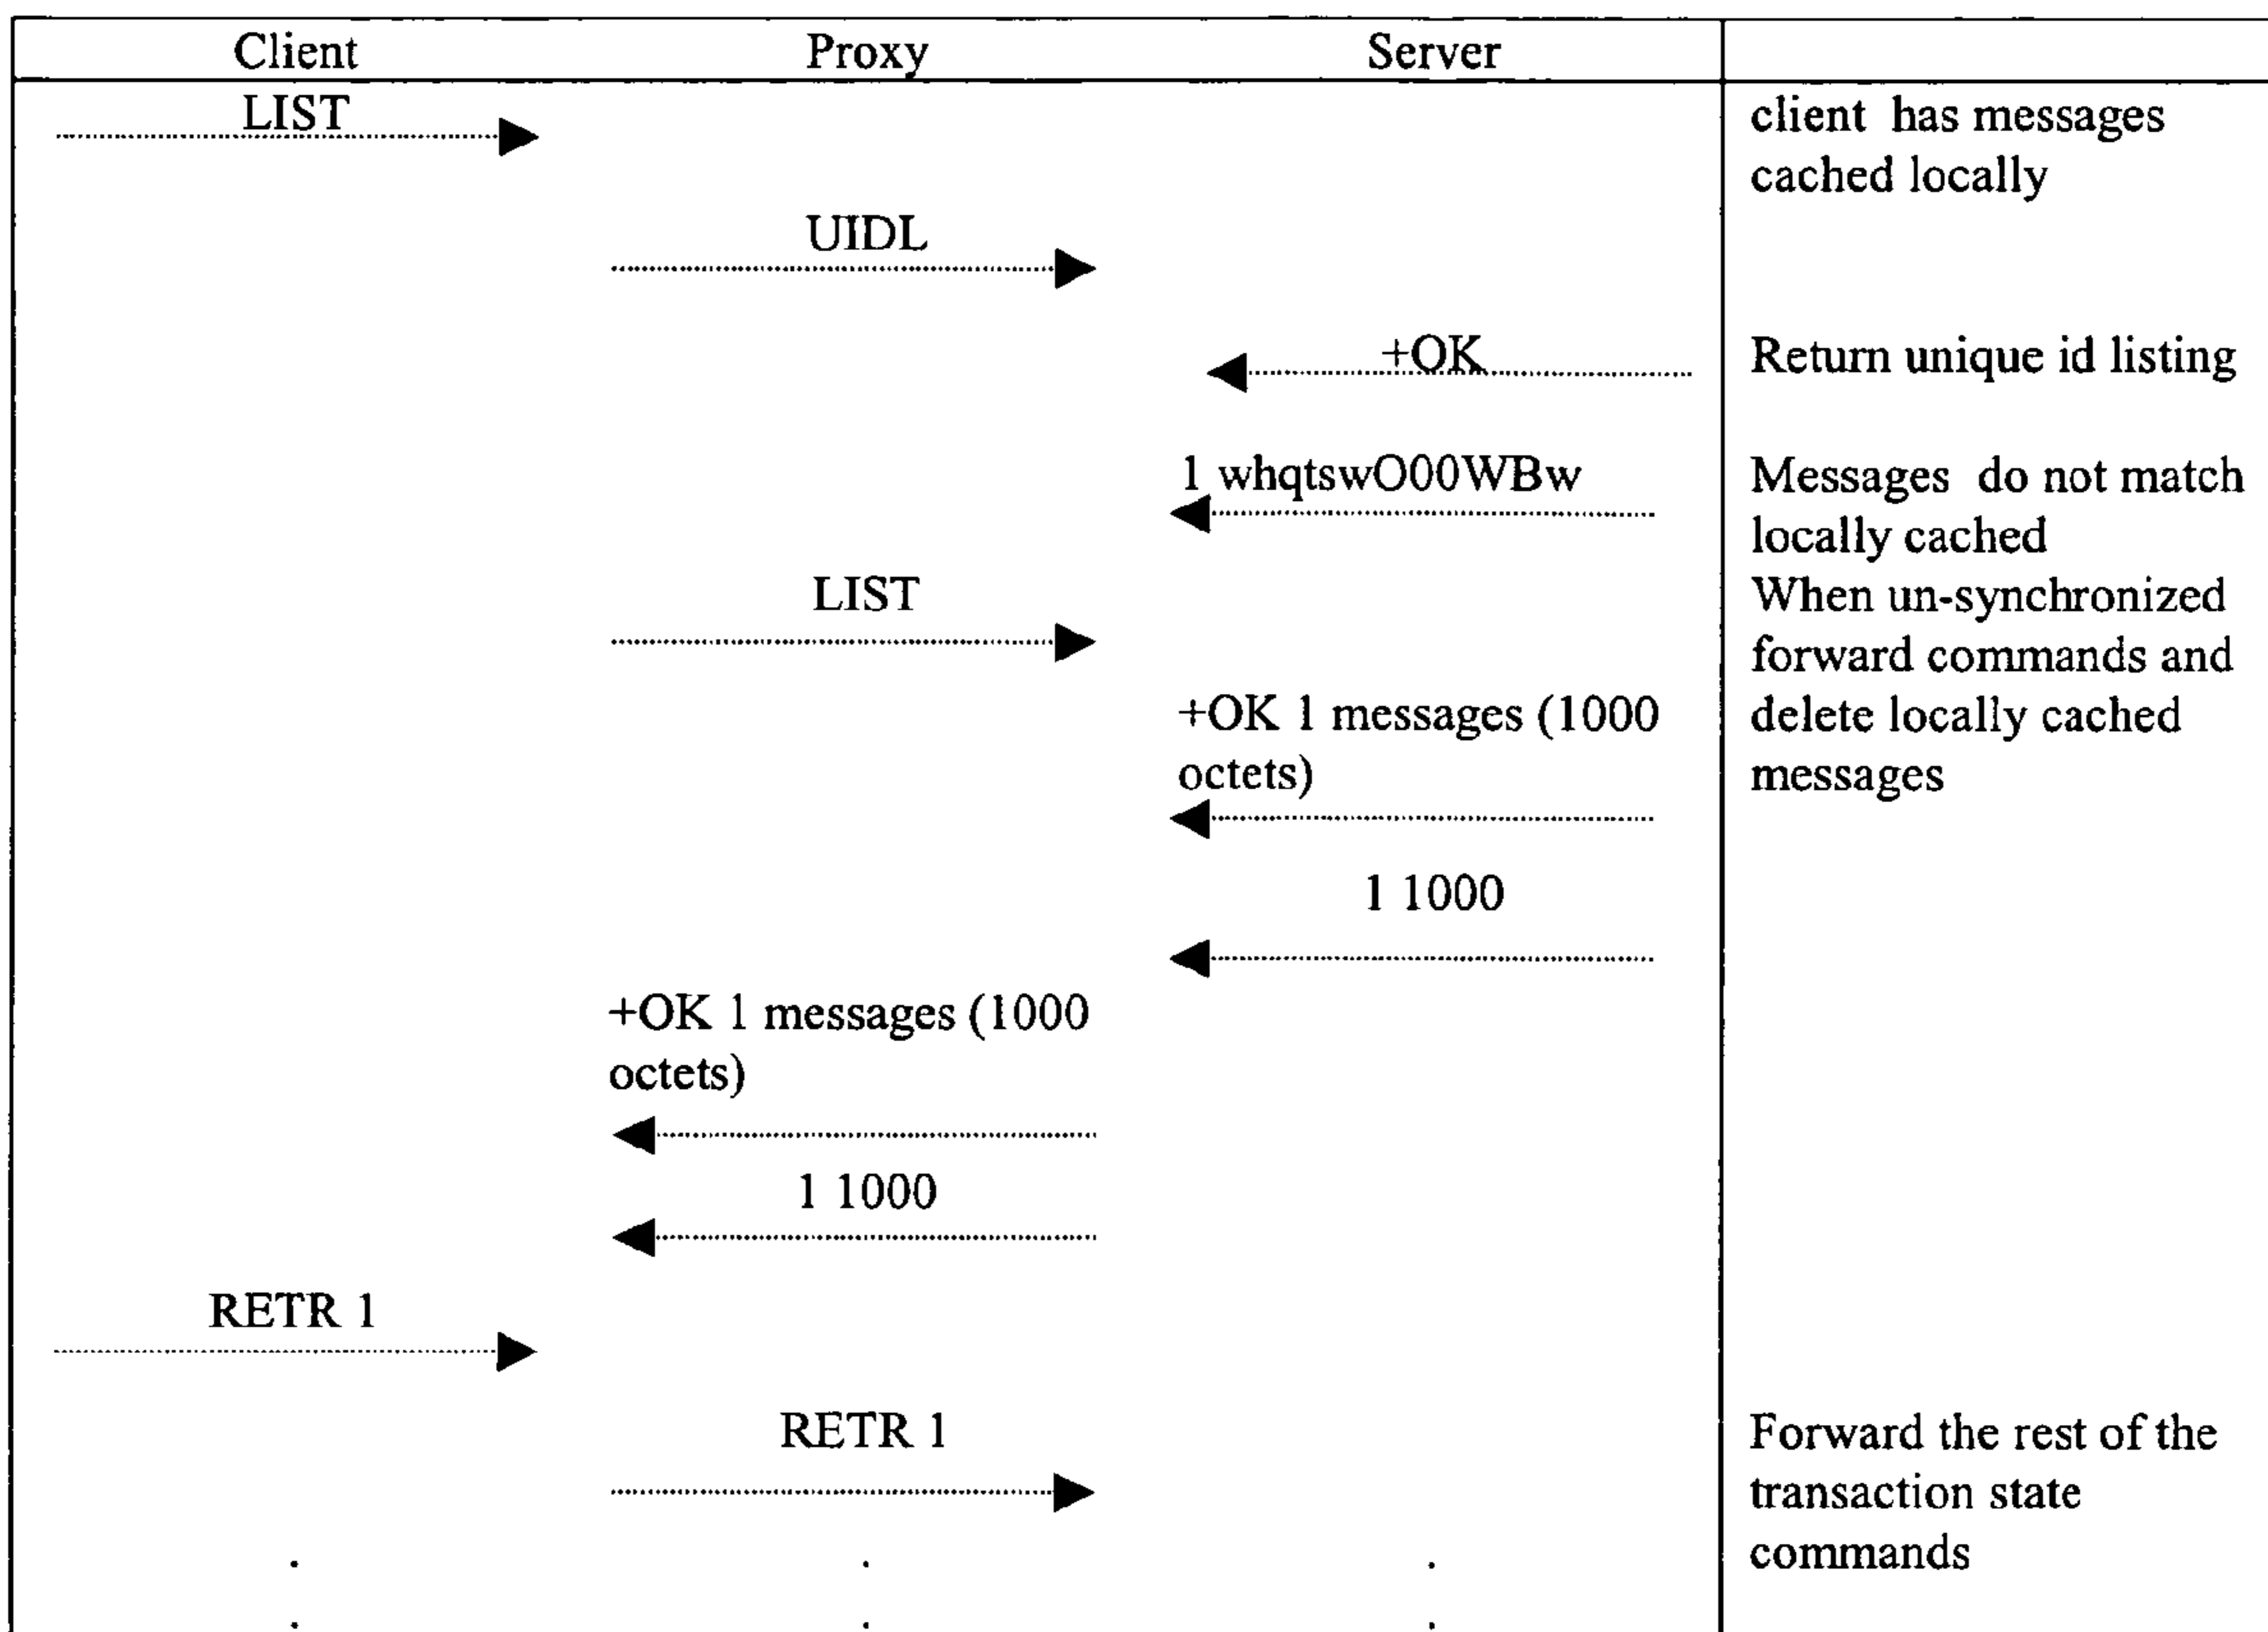 Client Proxy Server
LIST
client has messages
cached locally
UIDL
+OK
Return unique id listing
1 whqtswO00WBw
Messages do not match
locally cached
LIST
When un-synchronized
forward commands and
delete locally cached
messages
+OK 1 messages (1000
octets)
1 1000
+OK 1 messages (1000
octets)
1 1000
RETR 1
RETR 1
Forward the rest of the
transaction state
commands